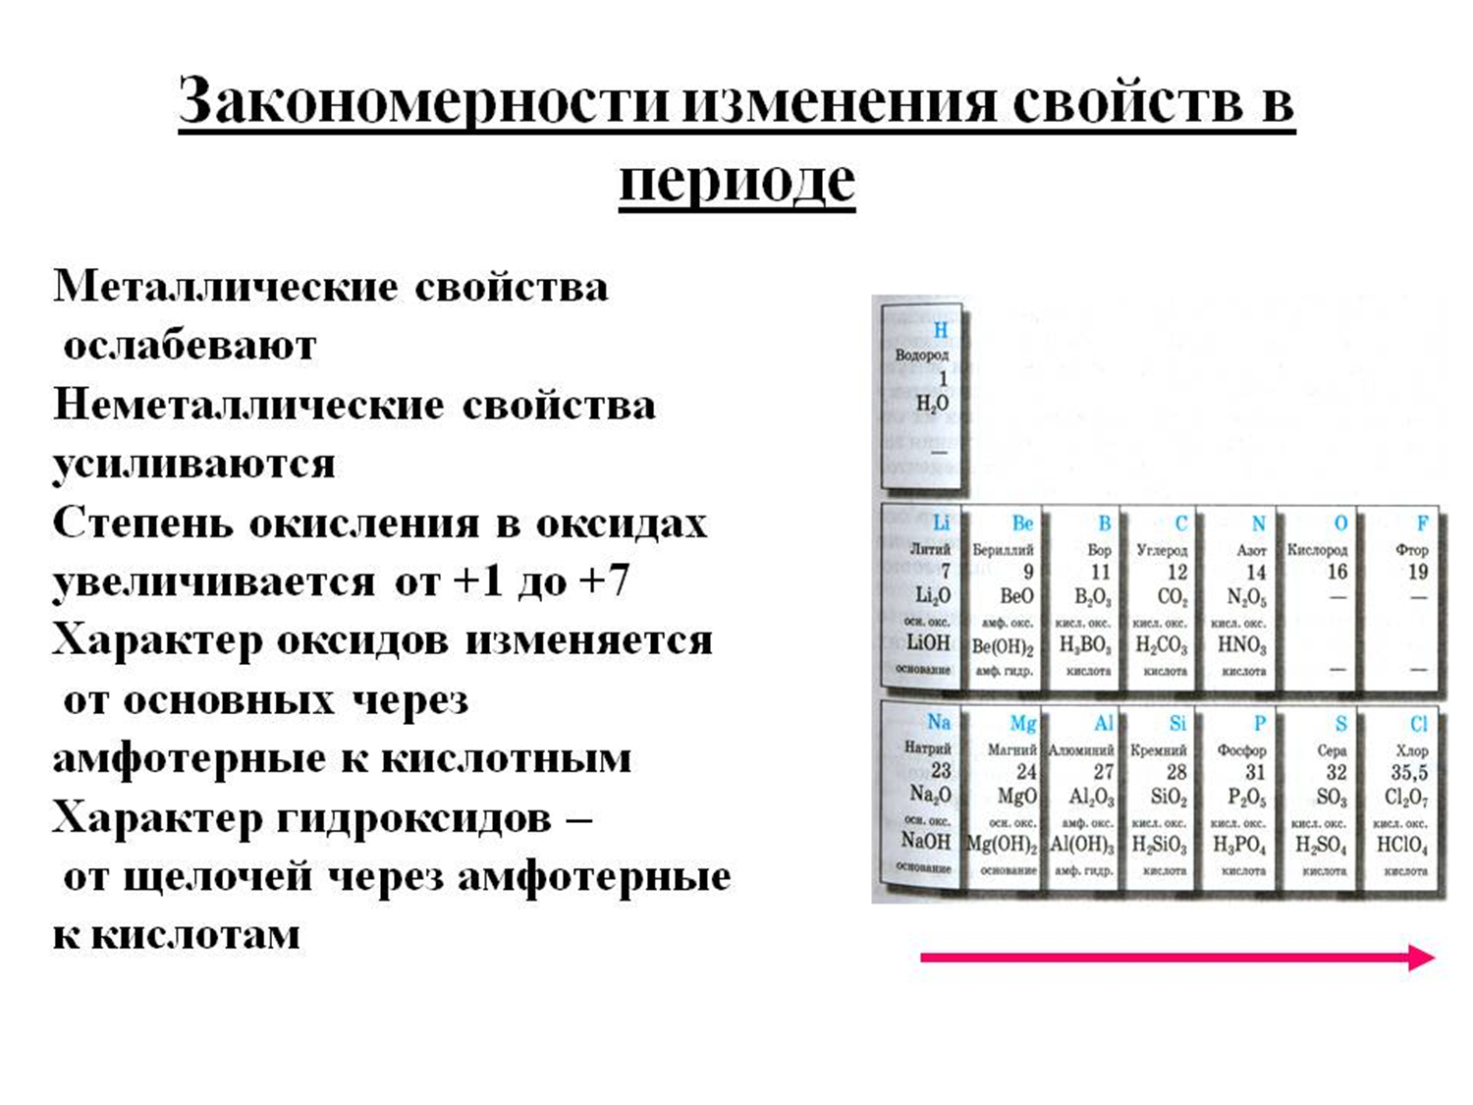 Закономерности изменения свойств в
периоде
Металлические свойства
ослабевают
Неметаллические свойства
усиливаются
Степень окисления в оксидах
увеличивается от +1 до +7
Характер оксидов изменяется
от основных через
амфотерные к кислотным
Характер гидроксидов –
от щелочей через амфотерные
к кислотам
H
Водород
1
H₂O
—
Li Be B C N O F
Литий Бериллий Бор Углерод Азот Кислород Фтор
7 9 11 12 14 16 19
Li₂O BeO B₂O₃ CO₂ N₂O₅ — —
осн. окс. амф. окс. кисл. окс. кисл. окс. кисл. окс.
LiOH Be(OH)₂ H₃BO₃ H₂CO₃ HNO₃
основание амф. гидр. кислота кислота кислота — —
Na Mg Al Si P S Cl
Натрий Магний Алюминий Кремний Фосфор Сера Хлор
23 24 27 28 31 32 35,5
Na₂O MgO Al₂O₃ SiO₂ P₂O₅ SO₃ Cl₂O₇
осн. окс. осн. окс. амф. окс. кисл. окс. кисл. окс. кисл. окс. кисл. окс.
NaOH Mg(OH)₂ Al(OH)₃ H₂SiO₃ H₃PO₄ H₂SO₄ HClO₄
основание основание амф. гидр. кислота кислота кислота кислота